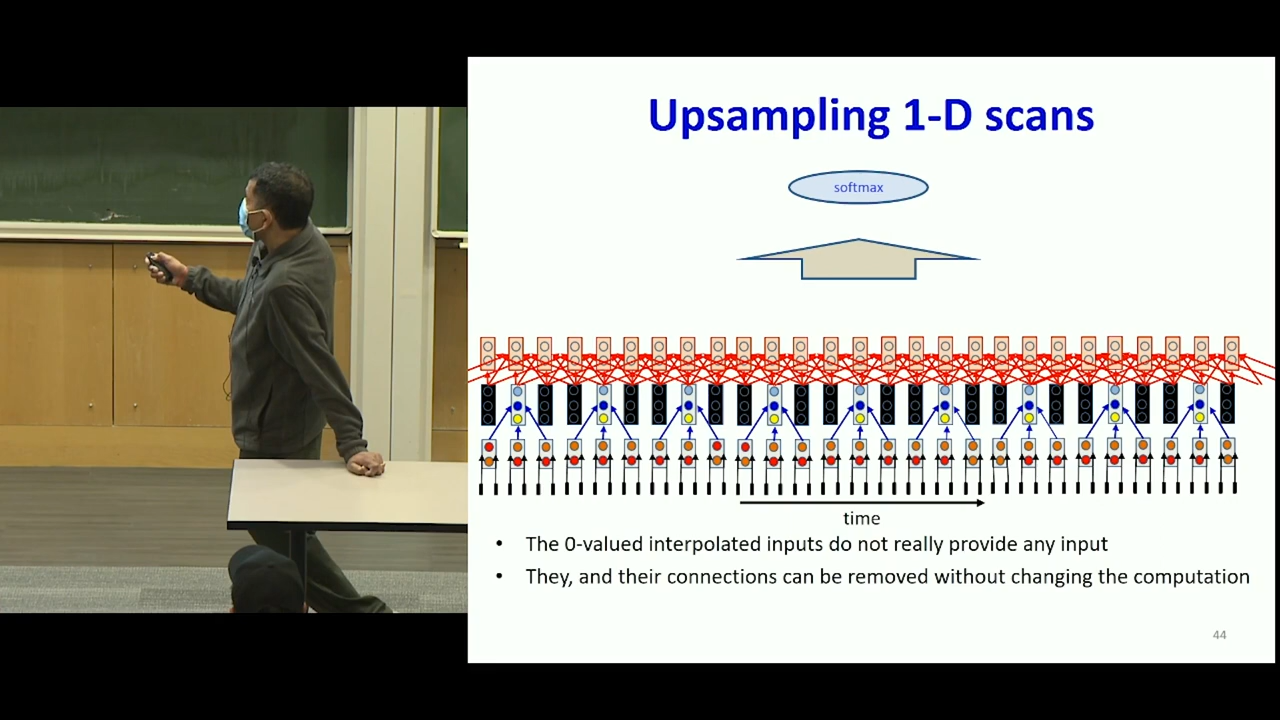 Upsampling 1-D scans
softmax
time
• The 0-valued interpolated inputs do not really provide any input
• They, and their connections can be removed without changing the computation
44